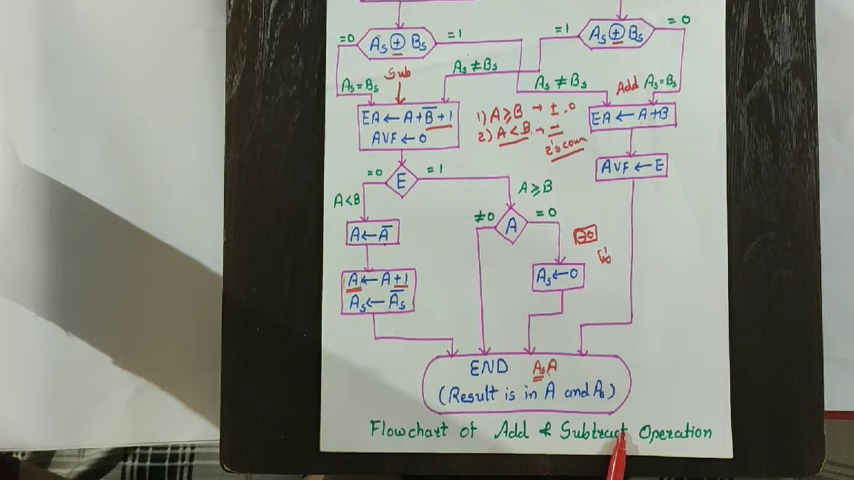 =0 As ⊕ Bs =1
=1 As ⊕ Bs =0
As = Bs
Sub
As ≠ Bs
As ≠ Bs
Add As = Bs
EA ← A + B̅ + 1
AVF ← 0
1) A ≥ B → ± . 0
2) A < B → −
2's com
EA ← A + B
AVF ← E
=0 E =1
A < B
A ≥ B
≠0 A =0
A ← A̅
-0
As ← 0
A ← A + 1
As ← A̅s
END As A
(Result is in A and As)
Flowchart of Add & Subtract Operation